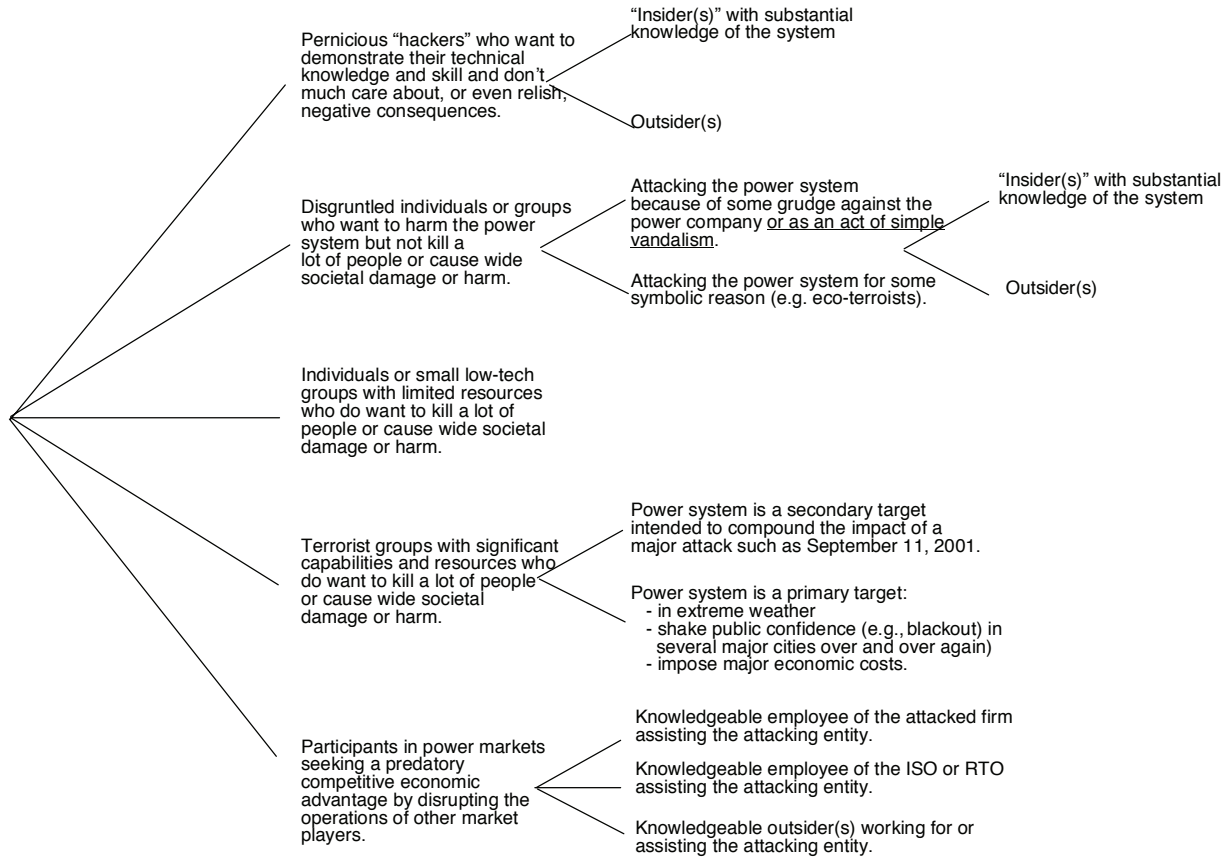 Pernicious “hackers” who want to
demonstrate their technical
knowledge and skill and don’t
much care about, or even relish,
negative consequences.
“Insider(s)” with substantial
knowledge of the system
Outsider(s)
Disgruntled individuals or groups
who want to harm the power
system but not kill a
lot of people or cause wide
societal damage or harm.
Attacking the power system
because of some grudge against the
power company or as an act of simple
vandalism.
Attacking the power system for some
symbolic reason (e.g. eco-terroists).
“Insider(s)” with substantial
knowledge of the system
Outsider(s)
Individuals or small low-tech
groups with limited resources
who do want to kill a lot of
people or cause wide societal
damage or harm.
Terrorist groups with significant
capabilities and resources who
do want to kill a lot of people
or cause wide societal
damage or harm.
Power system is a secondary target
intended to compound the impact of a
major attack such as September 11, 2001.
Power system is a primary target:
- in extreme weather
- shake public confidence (e.g., blackout) in
several major cities over and over again)
- impose major economic costs.
Participants in power markets
seeking a predatory
competitive economic
advantage by disrupting the
operations of other market
players.
Knowledgeable employee of the attacked firm
assisting the attacking entity.
Knowledgeable employee of the ISO or RTO
assisting the attacking entity.
Knowledgeable outsider(s) working for or
assisting the attacking entity.